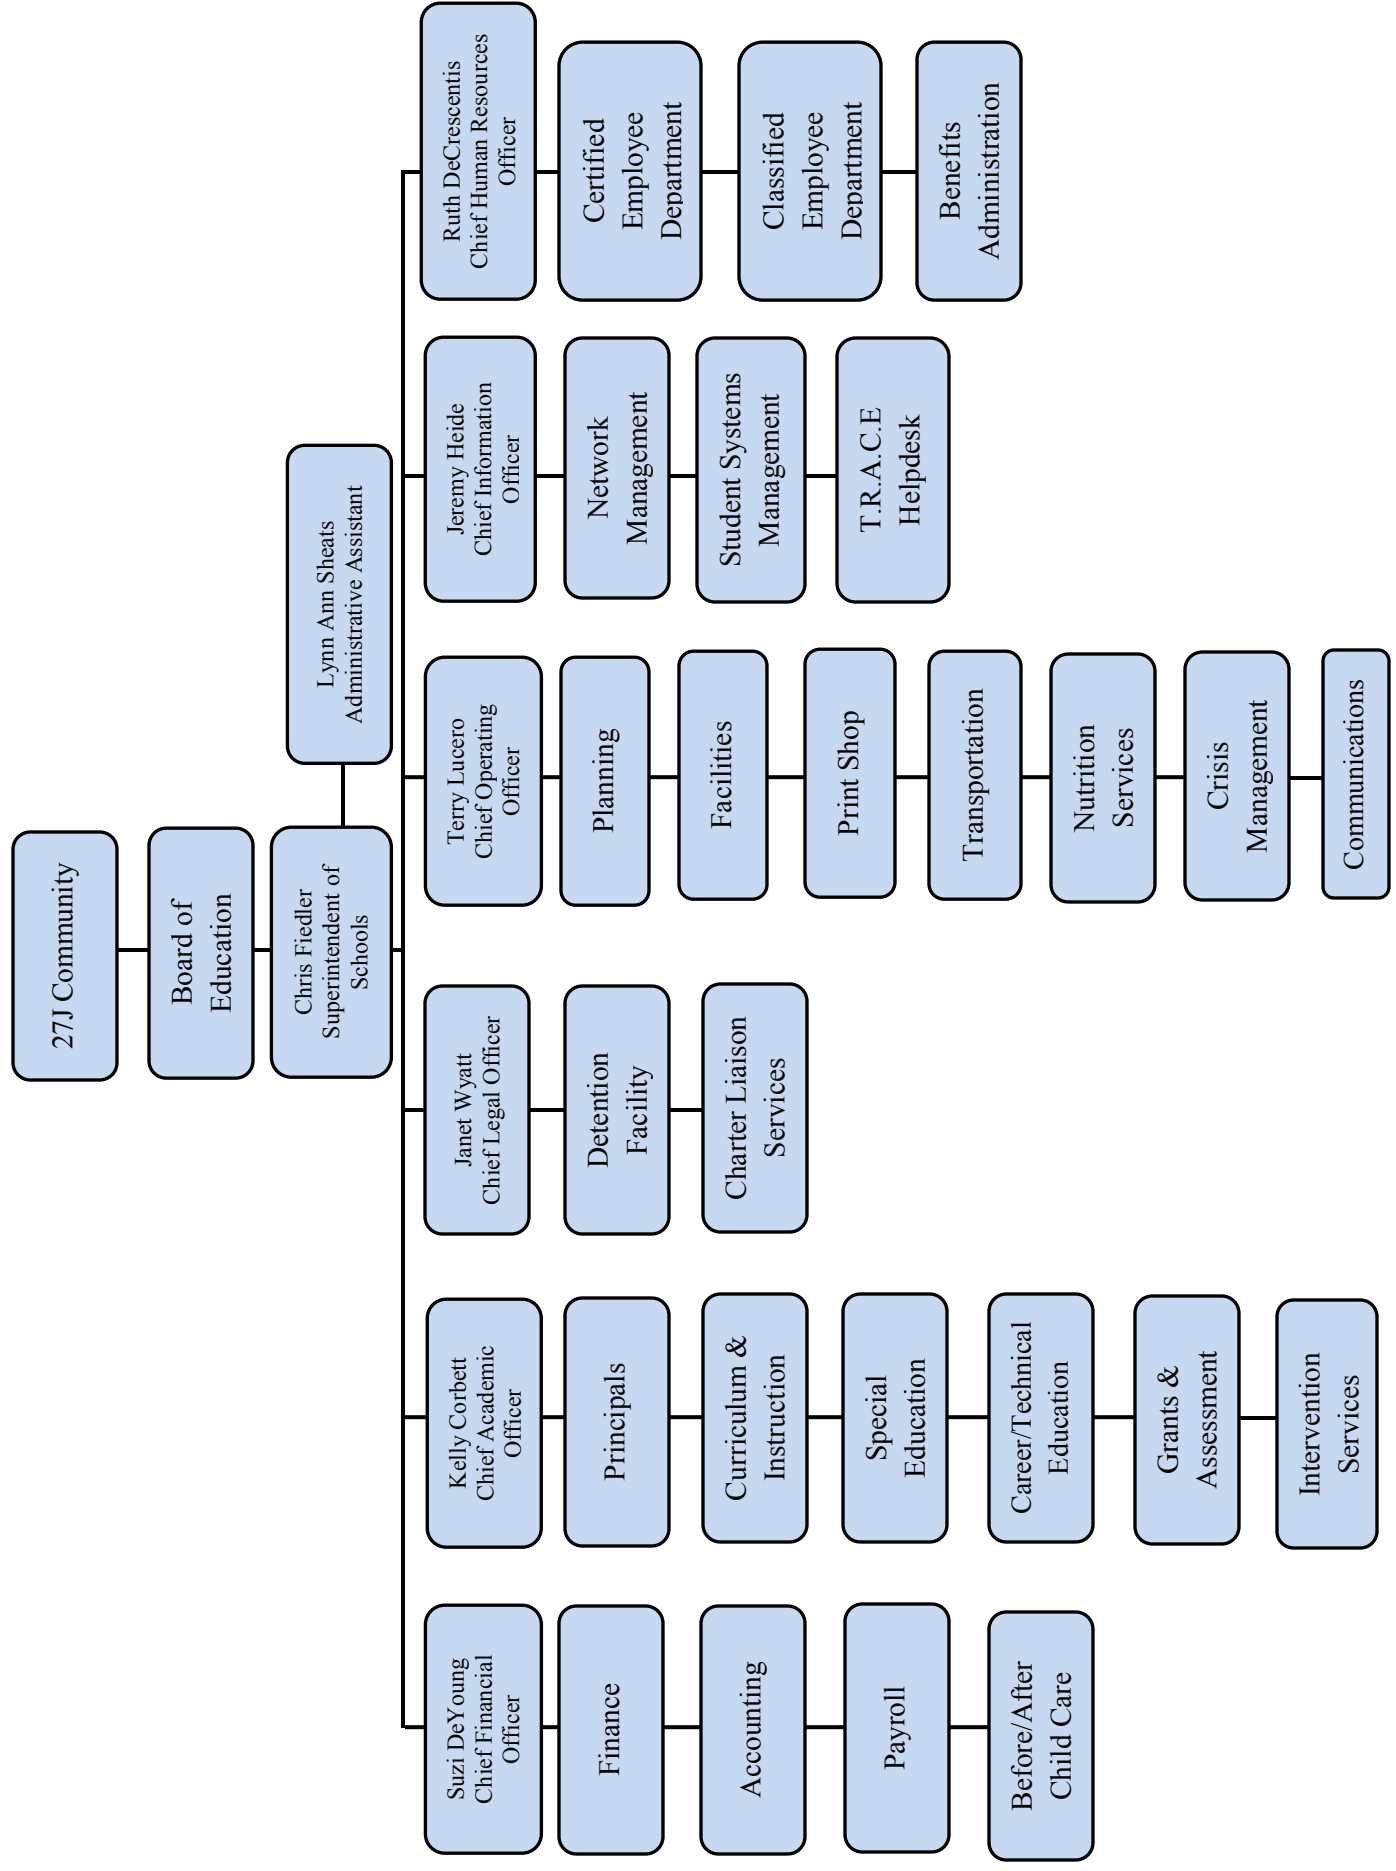 27J Community
Board of
Education
Chris Fiedler
Superintendent of
Schools
Lynn Ann Sheats
Administrative Assistant
Suzi DeYoung
Chief Financial
Officer
Finance
Accounting
Payroll
Before/After
Child Care
Kelly Corbett
Chief Academic
Officer
Principals
Curriculum &
Instruction
Special
Education
Career/Technical
Education
Grants &
Assessment
Intervention
Services
Janet Wyatt
Chief Legal Officer
Detention
Facility
Charter Liaison
Services
Terry Lucero
Chief Operating
Officer
Planning
Facilities
Print Shop
Transportation
Nutrition
Services
Crisis
Management
Communications
Jeremy Heide
Chief Information
Officer
Network
Management
Student Systems
Management
T.R.A.C.E
Helpdesk
Ruth DeCrescentis
Chief Human Resources
Officer
Certified
Employee
Department
Classified
Employee
Department
Benefits
Administration